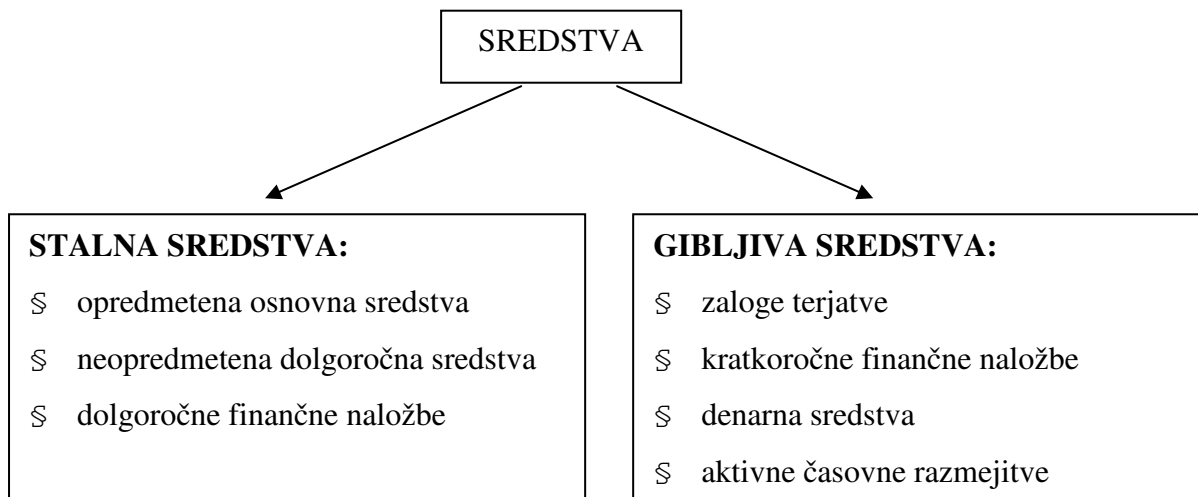 SREDSTVA
STALNA SREDSTVA:
§ opredmetena osnovna sredstva
§ neopredmetena dolgoročna sredstva
§ dolgoročne finančne naložbe
GIBLJIVA SREDSTVA:
§ zaloge terjatve
§ kratkoročne finančne naložbe
§ denarna sredstva
§ aktivne časovne razmejitve